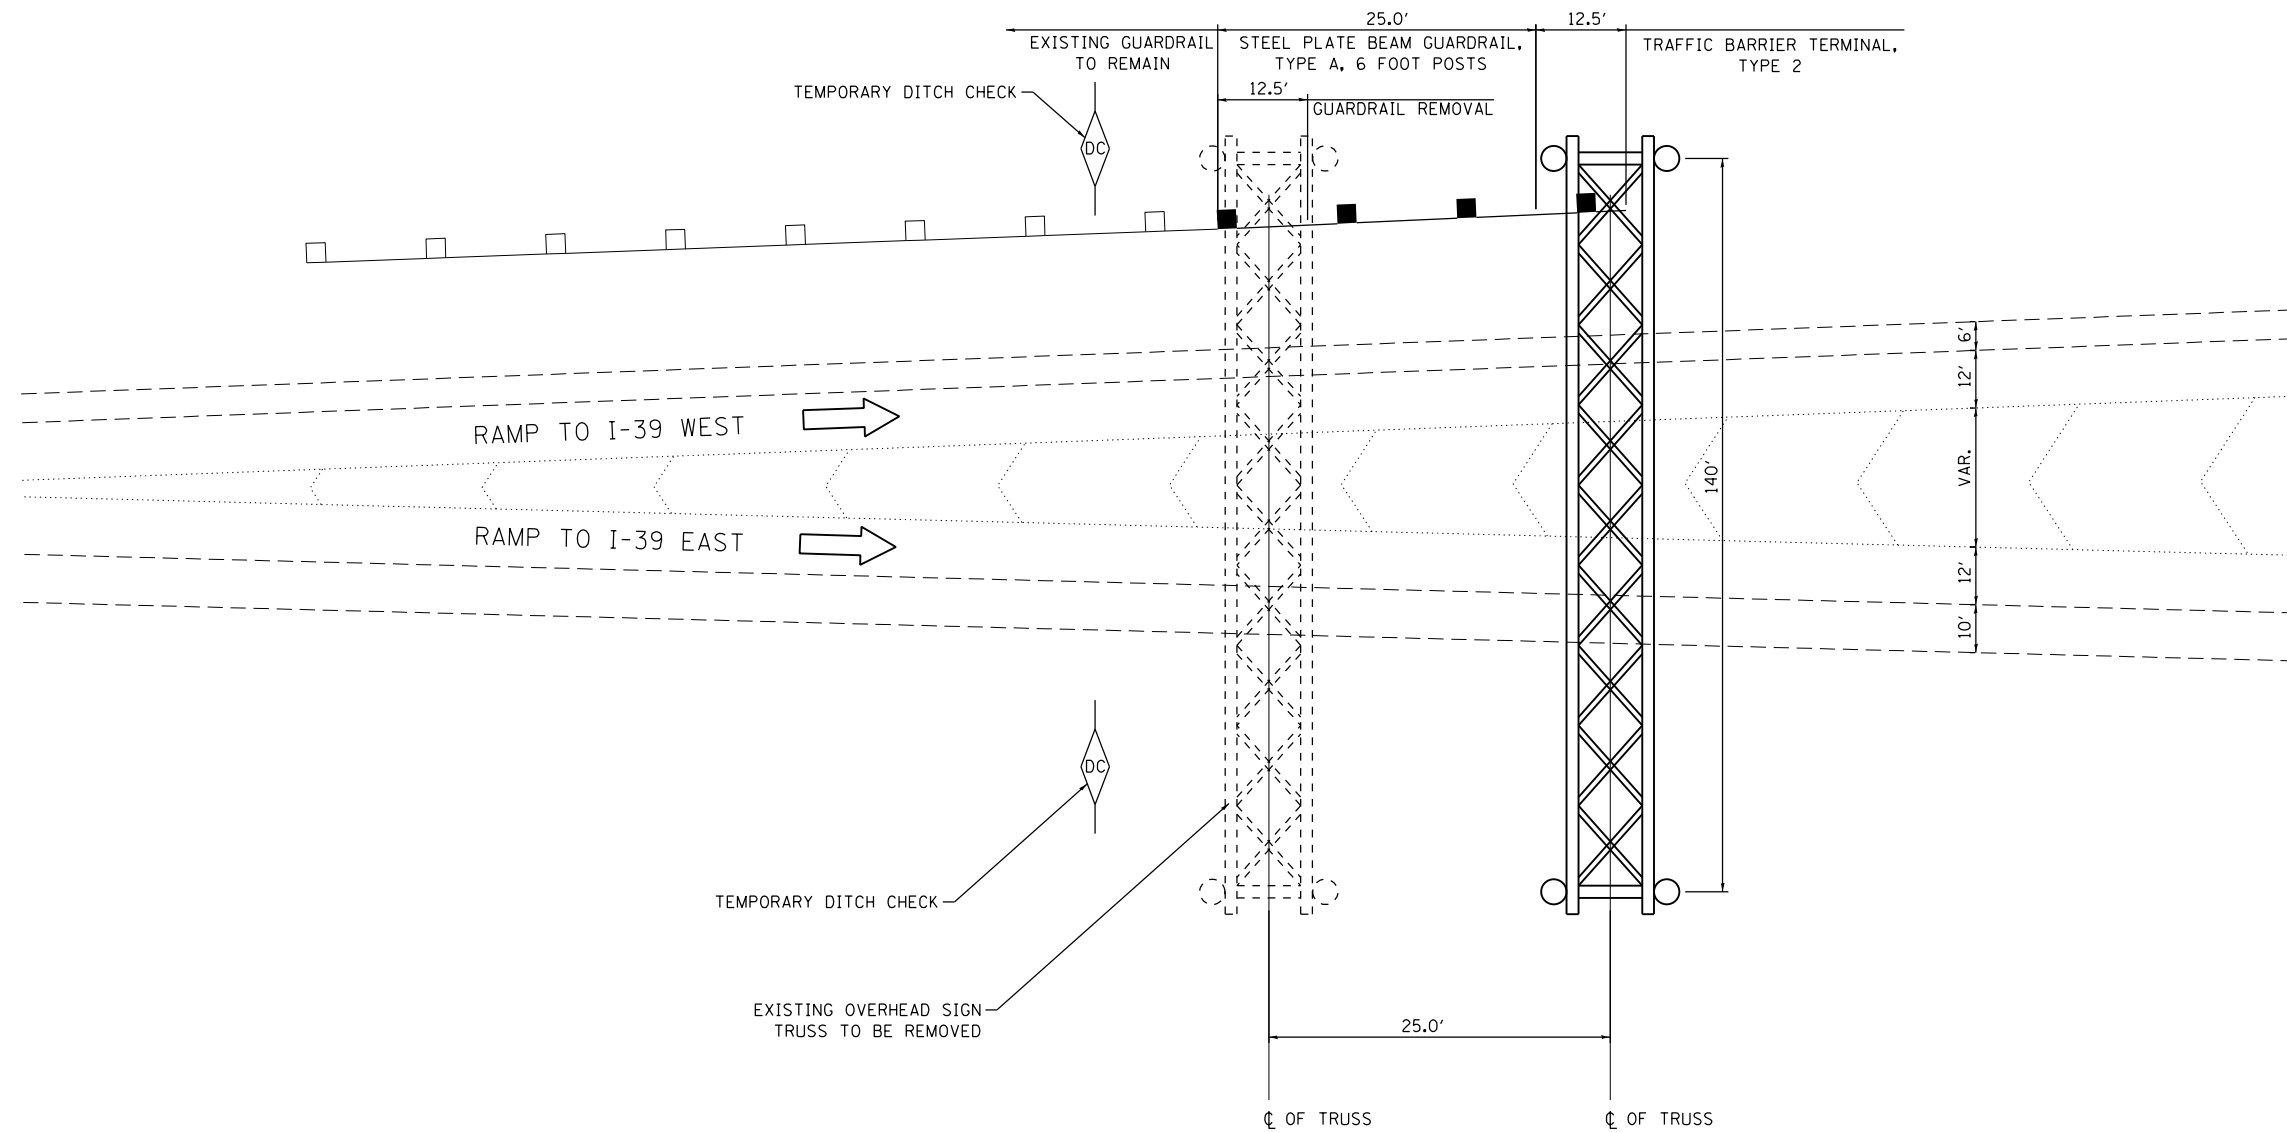 25.0'
12.5'
EXISTING GUARDRAIL
TO REMAIN
STEEL PLATE BEAM GUARDRAIL,
TYPE A, 6 FOOT POSTS
TRAFFIC BARRIER TERMINAL,
TYPE 2
TEMPORARY DITCH CHECK
12.5'
GUARDRAIL REMOVAL
DC
6'
12'
RAMP TO I-39 WEST
VAR.
140'
RAMP TO I-39 EAST
12'
10'
DC
TEMPORARY DITCH CHECK
EXISTING OVERHEAD SIGN
TRUSS TO BE REMOVED
25.0'
℄ OF TRUSS
℄ OF TRUSS